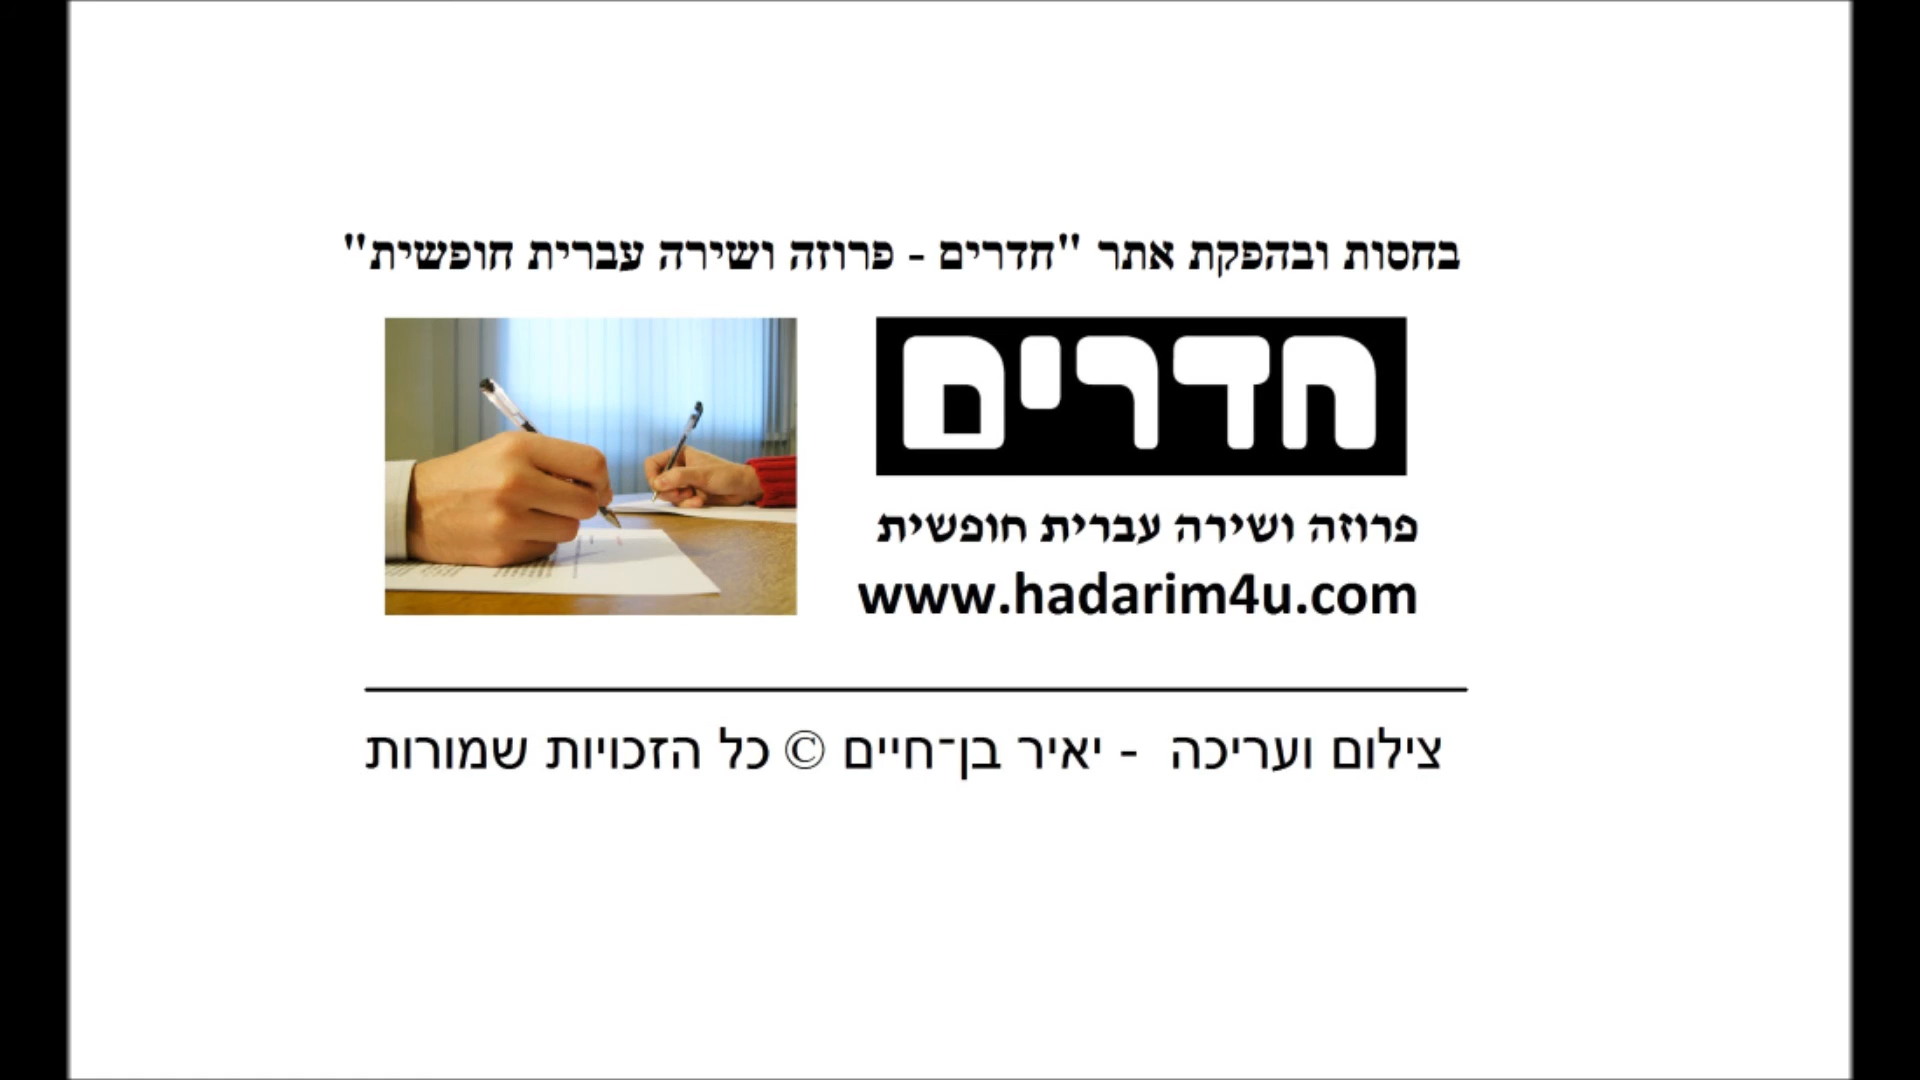 בחסות ובהפקת אתר "חדרים - פרוזה ושירה עברית חופשית"
חדרים
פרוזה ושירה עברית חופשית
www.hadarim4u.com
צילום ועריכה - יאיר בן־חיים © כל הזכויות שמורות